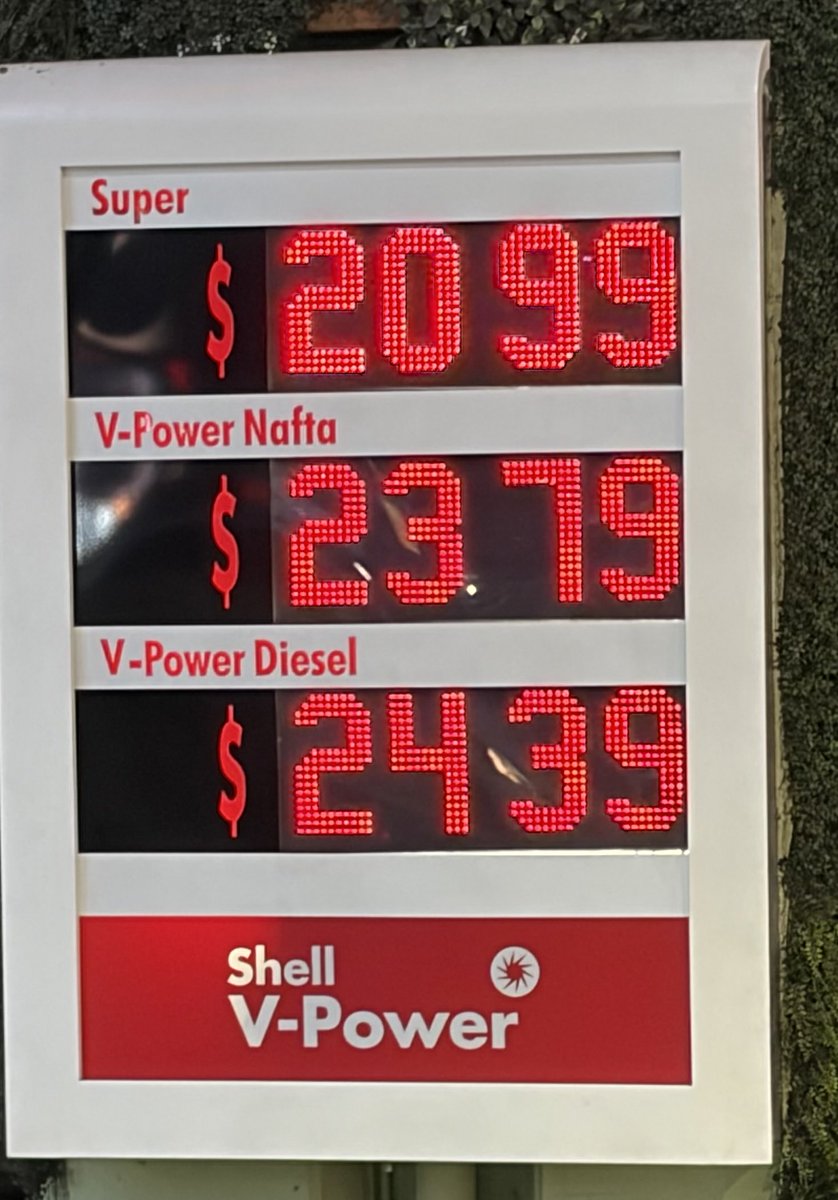 Super
$ 2099
V-Power Nafta
$ 2379
V-Power Diesel
$ 2439
Shell
V-Power